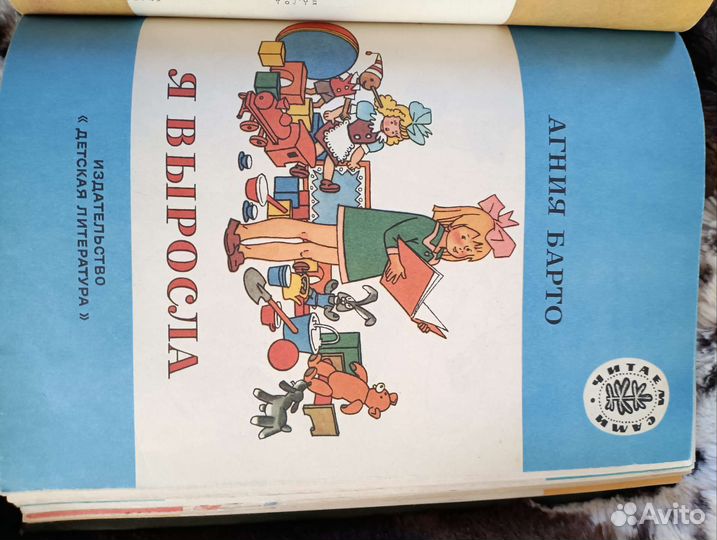 АГНИЯ БАРТО
ЧИТАЕМ САМИ
Я ВЫРОСЛА
ИЗДАТЕЛЬСТВО
« ДЕТСКАЯ ЛИТЕРАТУРА »
Avito